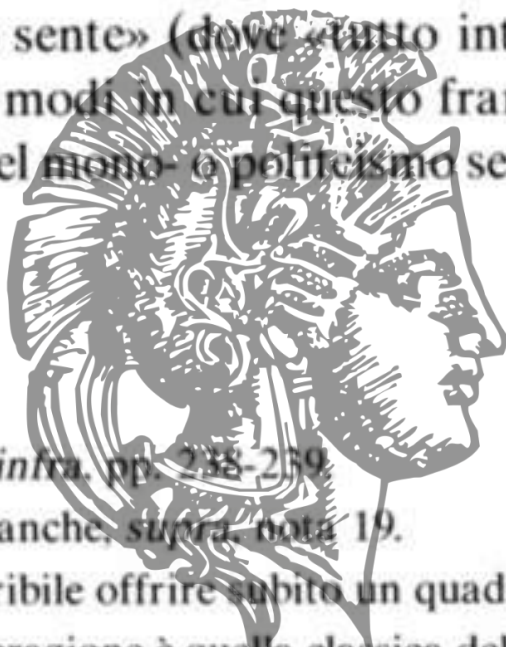 sente» (dove «tutto int
modi in cui questo fran
el mono- o politeismo se
infra, pp. 238-239.
anche, supra, nota 19.
ribile offrire subito un quad